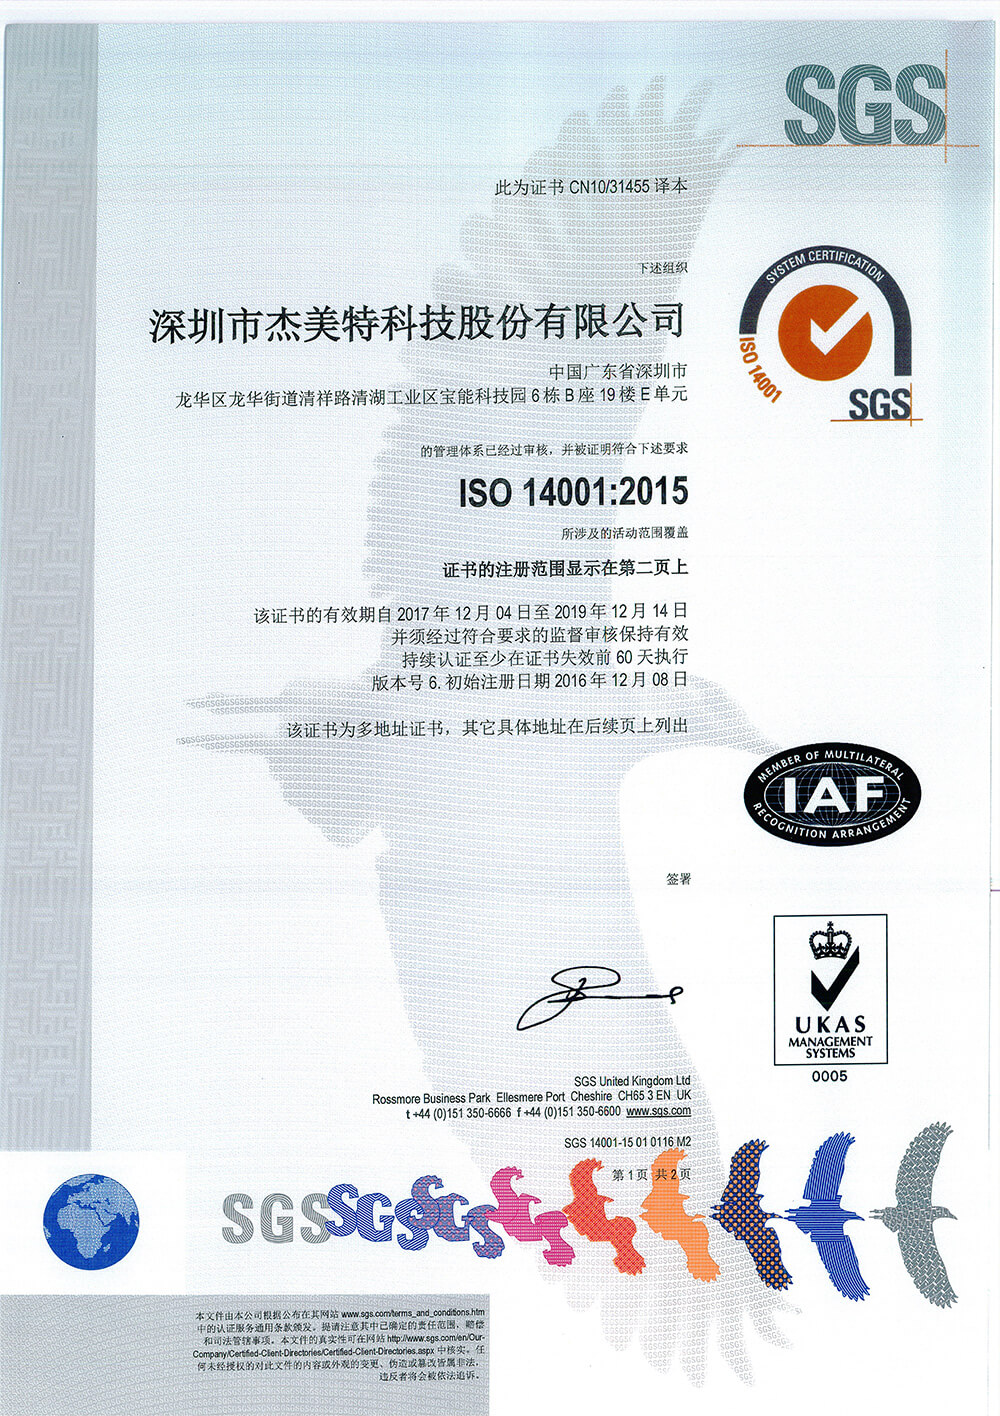 SGS
此为证书 CN10/31455 译本
下述组织
深圳市杰美特科技股份有限公司
中国广东省深圳市
龙华区龙华街道清祥路清湖工业区宝能科技园 6 栋 B 座 19 楼 E 单元
SYSTEM CERTIFICATION
ISO 14001
SGS
的管理体系已经过审核，并被证明符合下述要求
ISO 14001:2015
所涉及的活动范围覆盖
证书的注册范围显示在第二页上
该证书的有效期自 2017 年 12 月 04 日至 2019 年 12 月 14 日
并须经过符合要求的监督审核保持有效
持续认证至少在证书失效前 60 天执行
版本号 6. 初始注册日期 2016 年 12 月 08 日
该证书为多地址证书，其它具体地址在后续页上列出
MEMBER OF MULTILATERAL
IAF
RECOGNITION ARRANGEMENT
签署
UKAS
MANAGEMENT
SYSTEMS
0005
SGS United Kingdom Ltd
Rossmore Business Park Ellesmere Port Cheshire CH65 3 EN UK
t +44 (0)151 350-6666 f +44 (0)151 350-6600 www.sgs.com
SGS 14001-15 01 0116 M2
第 1 页 共 2 页
SGSSGSSGS
本文件由本公司根据公布在其网站 www.sgs.com/terms_and_conditions.htm
中的认证服务通用条款颁发。提请注意其中已确定的责任范围，赔偿
和司法管辖事项。本文件的真实性可在网站 http://www.sgs.com/en/Our-
Company/Certified-Client-Directories/Certified-Client-Directories.aspx 中核实。任
何未经授权的对此文件的内容或外观的变更、伪造或篡改皆属非法，
违反者将会被依法追诉。